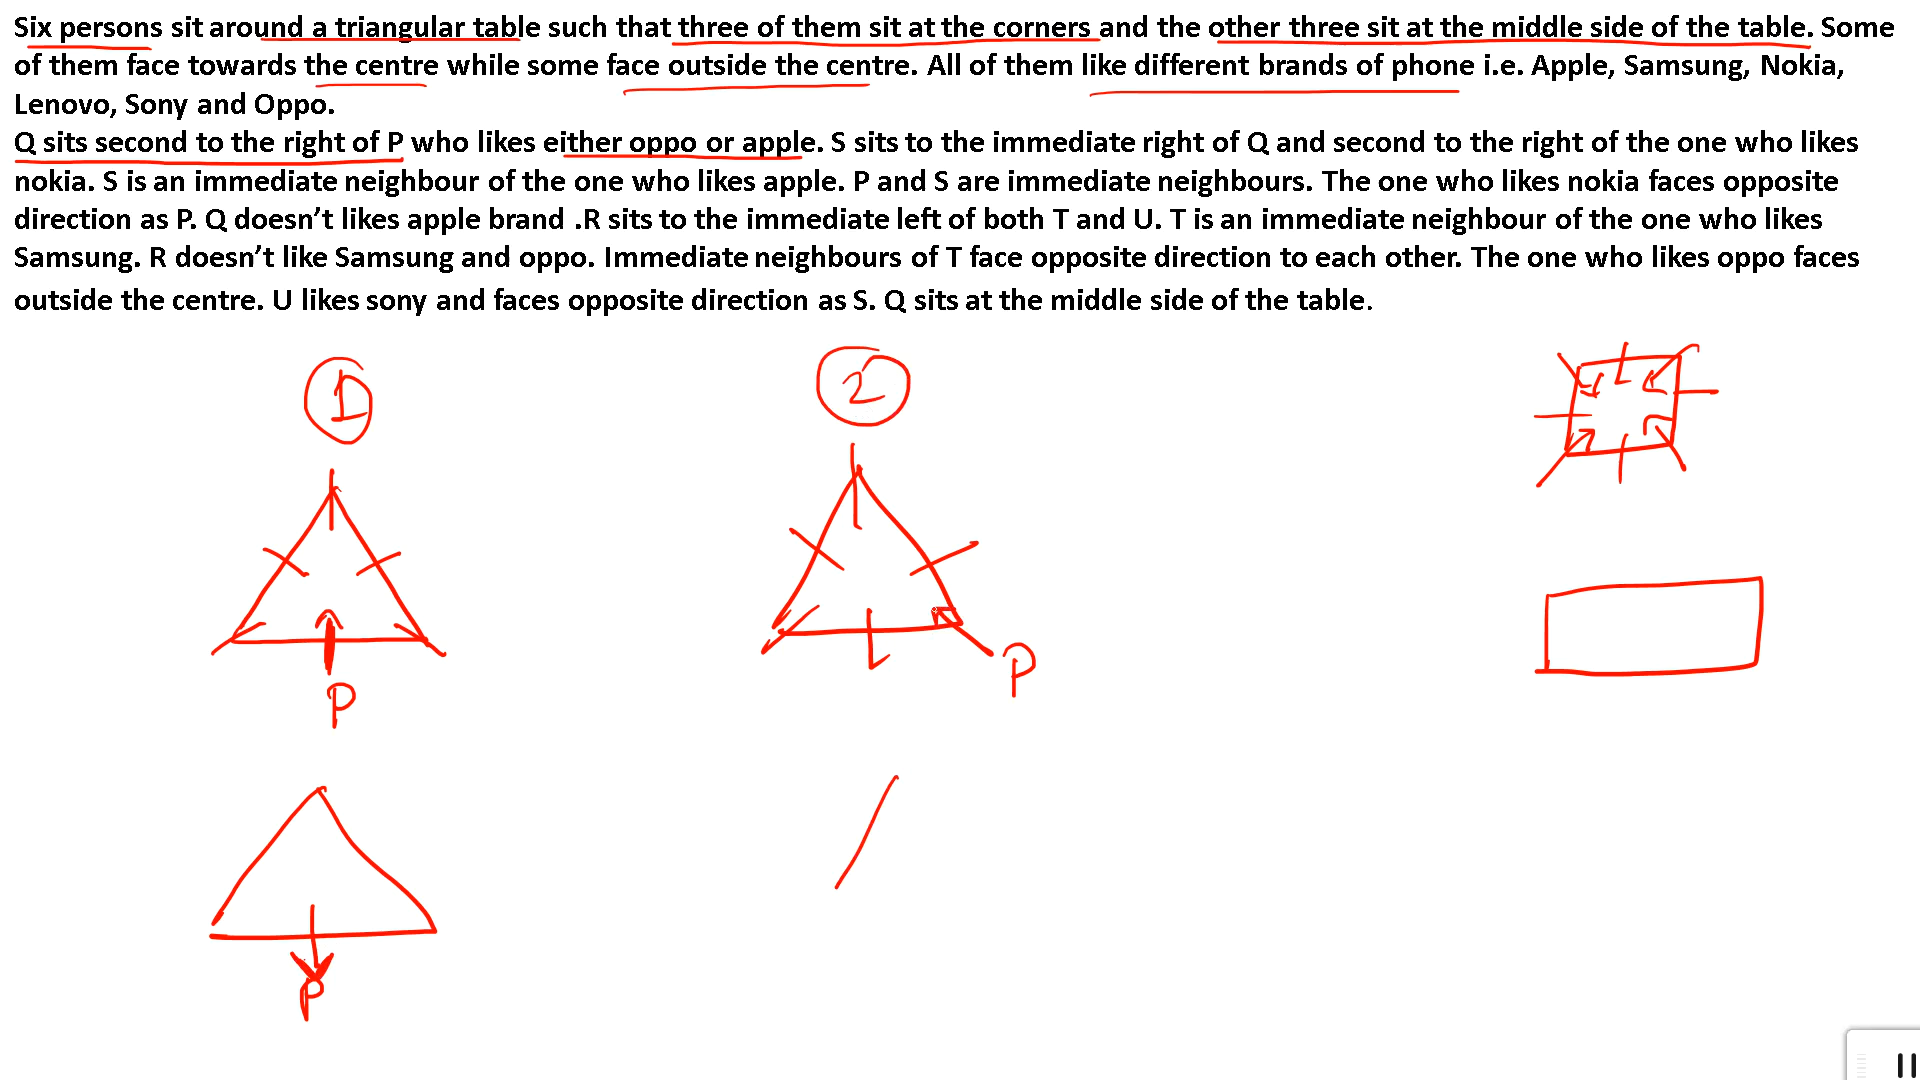 Six persons sit around a triangular table such that three of them sit at the corners and the other three sit at the middle side of the table. Some
of them face towards the centre while some face outside the centre. All of them like different brands of phone i.e. Apple, Samsung, Nokia,
Lenovo, Sony and Oppo.
Q sits second to the right of P who likes either oppo or apple. S sits to the immediate right of Q and second to the right of the one who likes
nokia. S is an immediate neighbour of the one who likes apple. P and S are immediate neighbours. The one who likes nokia faces opposite
direction as P. Q doesn’t likes apple brand .R sits to the immediate left of both T and U. T is an immediate neighbour of the one who likes
Samsung. R doesn’t like Samsung and oppo. Immediate neighbours of T face opposite direction to each other. The one who likes oppo faces
outside the centre. U likes sony and faces opposite direction as S. Q sits at the middle side of the table.
1 2
P P
P